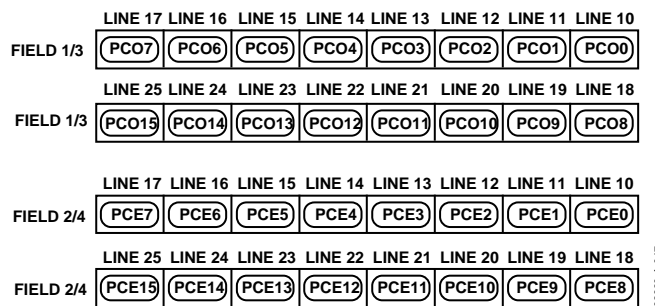 LINE 17 LINE 16 LINE 15 LINE 14 LINE 13 LINE 12 LINE 11 LINE 10
FIELD 1/3 PCO7 PCO6 PCO5 PCO4 PCO3 PCO2 PCO1 PCO0
LINE 25 LINE 24 LINE 23 LINE 22 LINE 21 LINE 20 LINE 19 LINE 18
FIELD 1/3 PCO15 PCO14 PCO13 PCO12 PCO11 PCO10 PCO9 PCO8
LINE 17 LINE 16 LINE 15 LINE 14 LINE 13 LINE 12 LINE 11 LINE 10
FIELD 2/4 PCE7 PCE6 PCE5 PCE4 PCE3 PCE2 PCE1 PCE0
LINE 25 LINE 24 LINE 23 LINE 22 LINE 21 LINE 20 LINE 19 LINE 18
FIELD 2/4 PCE15 PCE14 PCE13 PCE12 PCE11 PCE10 PCE9 PCE8